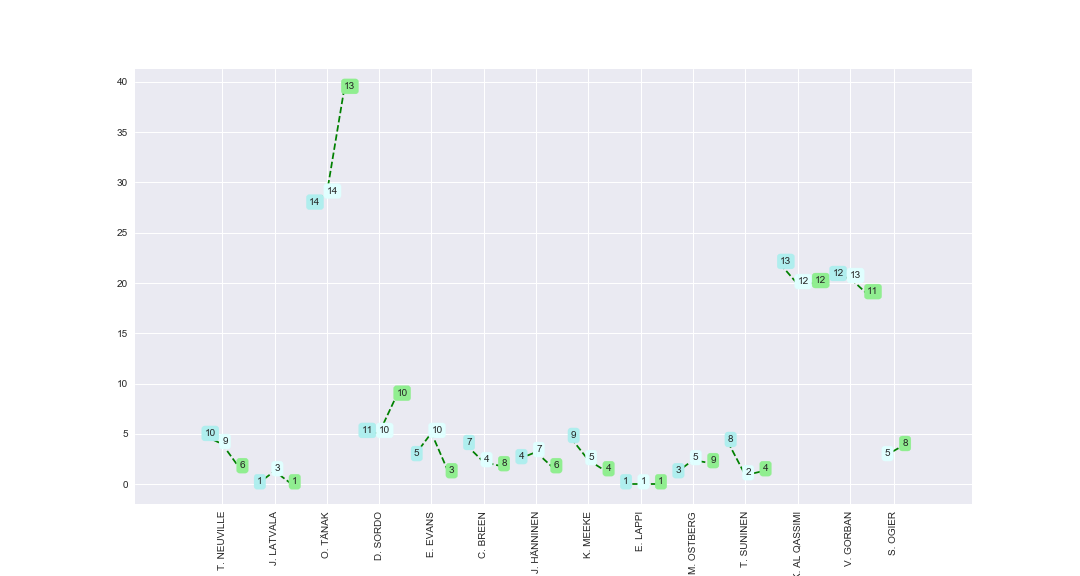 40
35
30
25
20
15
10
5
0
10 9 6
1 3 1
14 14 13
11 10 10
5 10 3
7 4 8
4 7 6
9 5 4
1 1 1
3 5 9
8 2 4
13 12 12
12 13 11
5 8
T. NEUVILLE
J. LATVALA
O. TÄNAK
D. SORDO
E. EVANS
C. BREEN
J. HÄNNINEN
K. MEEKE
E. LAPPI
M. OSTBERG
T. SUNINEN
. AL QASSIMI
V. GORBAN
S. OGIER